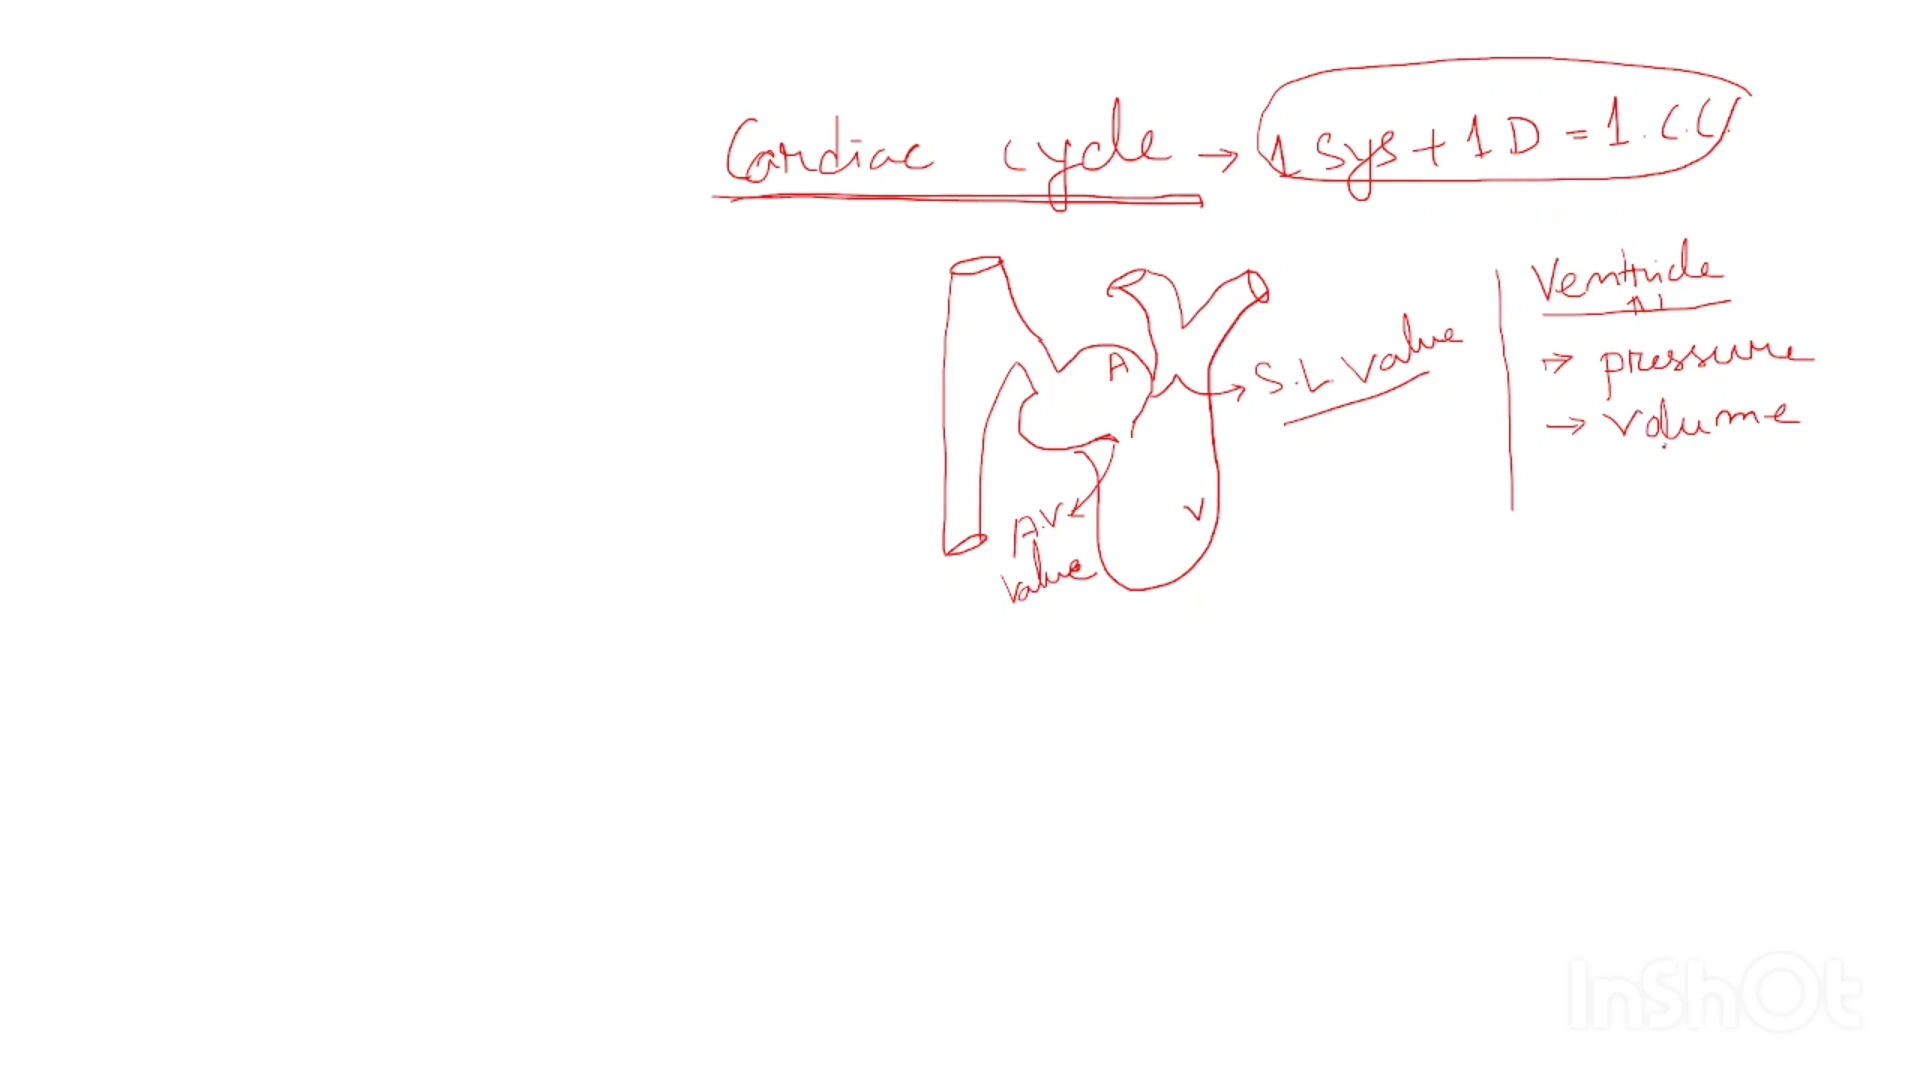 Cardiac cycle → 1 Sys + 1 D = 1. C.C.
Ventricle
A
→ pressure
S.L. Valve
→ volume
V
A.V
Valve
InShOt